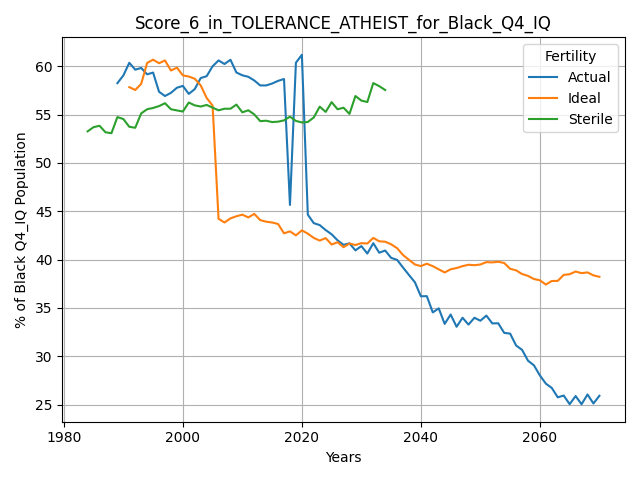 Score_6_in_TOLERANCE_ATHEIST_for_Black_Q4_IQ
Fertility
Actual
Ideal
Sterile
% of Black Q4_IQ Population
60
55
50
45
40
35
30
25
1980
2000
2020
2040
2060
Years